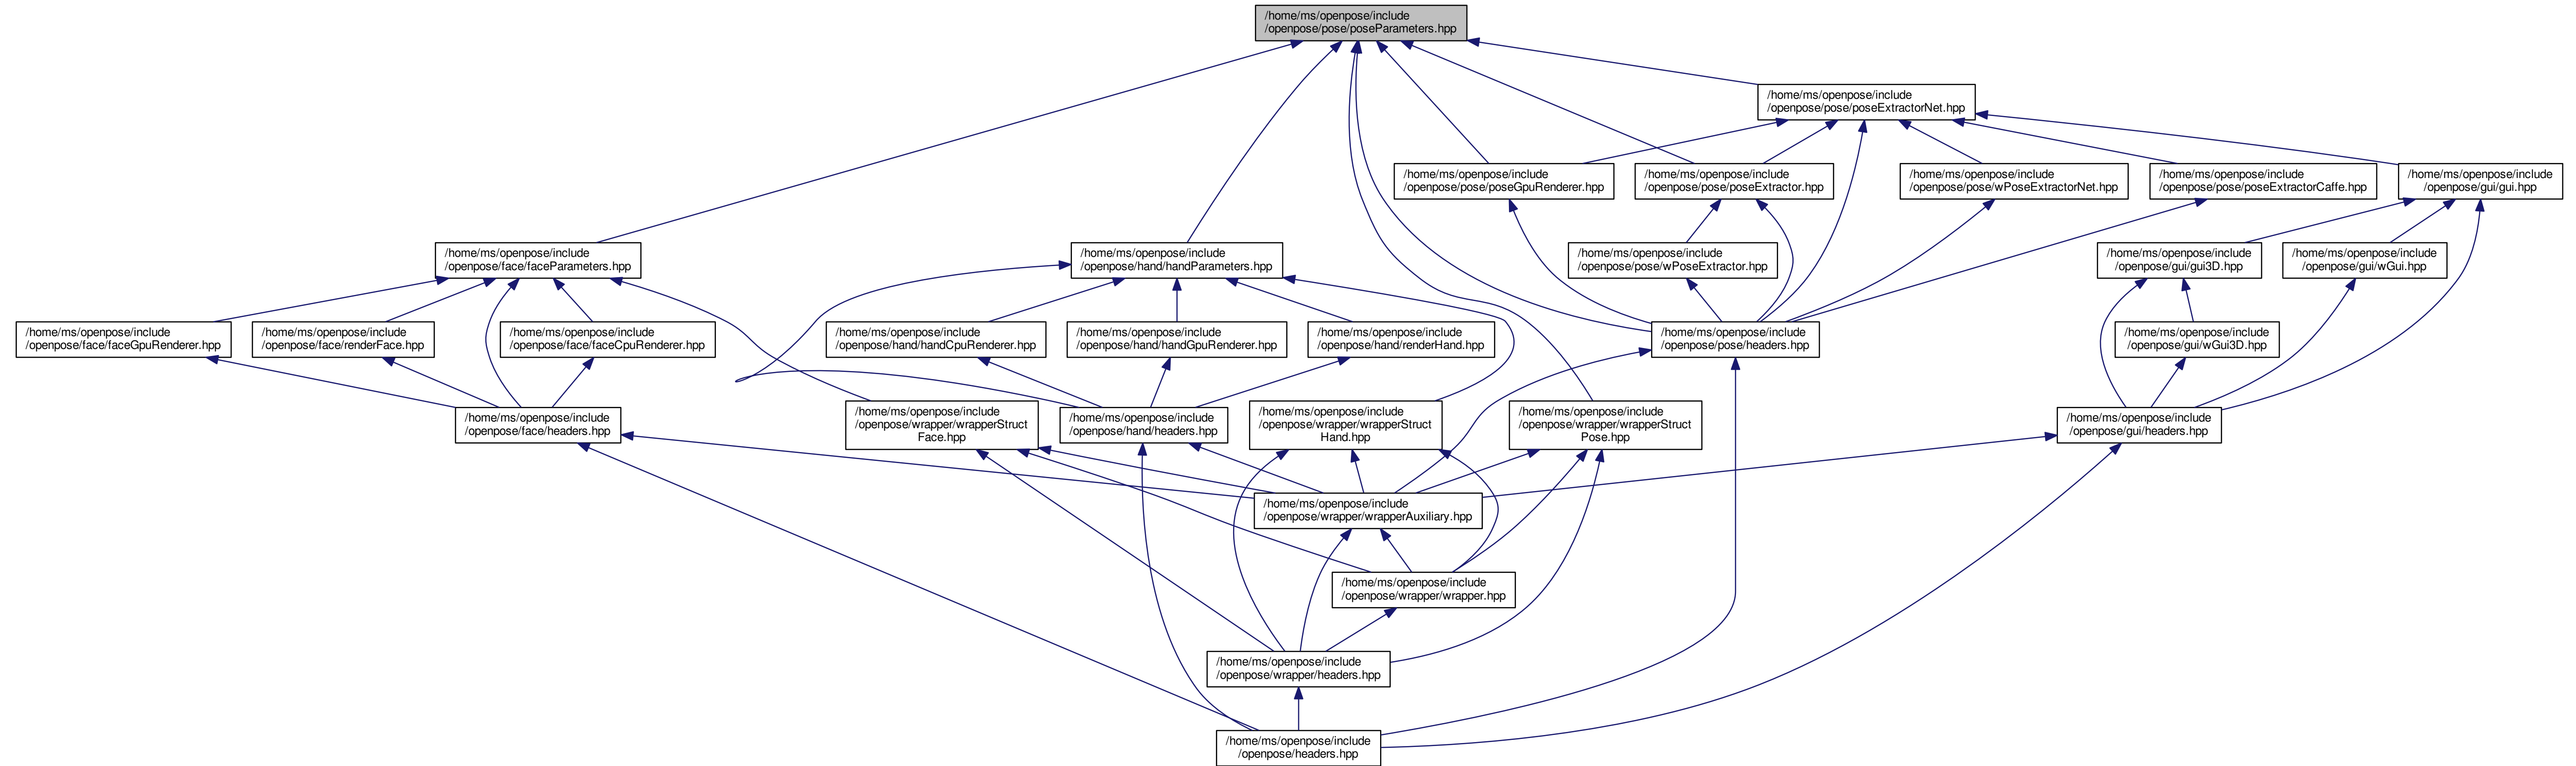 /home/ms/openpose/include
/openpose/pose/poseParameters.hpp
/home/ms/openpose/include
/openpose/pose/poseExtractorNet.hpp
/home/ms/openpose/include
/openpose/pose/poseGpuRenderer.hpp
/home/ms/openpose/include
/openpose/pose/poseExtractor.hpp
/home/ms/openpose/include
/openpose/pose/wPoseExtractorNet.hpp
/home/ms/openpose/include
/openpose/pose/poseExtractorCaffe.hpp
/home/ms/openpose/include
/openpose/gui/gui.hpp
/home/ms/openpose/include
/openpose/face/faceParameters.hpp
/home/ms/openpose/include
/openpose/hand/handParameters.hpp
/home/ms/openpose/include
/openpose/pose/wPoseExtractor.hpp
/home/ms/openpose/include
/openpose/gui/gui3D.hpp
/home/ms/openpose/include
/openpose/gui/wGui.hpp
/home/ms/openpose/include
/openpose/face/faceGpuRenderer.hpp
/home/ms/openpose/include
/openpose/face/renderFace.hpp
/home/ms/openpose/include
/openpose/face/faceCpuRenderer.hpp
/home/ms/openpose/include
/openpose/hand/handCpuRenderer.hpp
/home/ms/openpose/include
/openpose/hand/handGpuRenderer.hpp
/home/ms/openpose/include
/openpose/hand/renderHand.hpp
/home/ms/openpose/include
/openpose/pose/headers.hpp
/home/ms/openpose/include
/openpose/gui/wGui3D.hpp
/home/ms/openpose/include
/openpose/face/headers.hpp
/home/ms/openpose/include
/openpose/wrapper/wrapperStruct
Face.hpp
/home/ms/openpose/include
/openpose/hand/headers.hpp
/home/ms/openpose/include
/openpose/wrapper/wrapperStruct
Hand.hpp
/home/ms/openpose/include
/openpose/wrapper/wrapperStruct
Pose.hpp
/home/ms/openpose/include
/openpose/gui/headers.hpp
/home/ms/openpose/include
/openpose/wrapper/wrapperAuxiliary.hpp
/home/ms/openpose/include
/openpose/wrapper/wrapper.hpp
/home/ms/openpose/include
/openpose/wrapper/headers.hpp
/home/ms/openpose/include
/openpose/headers.hpp